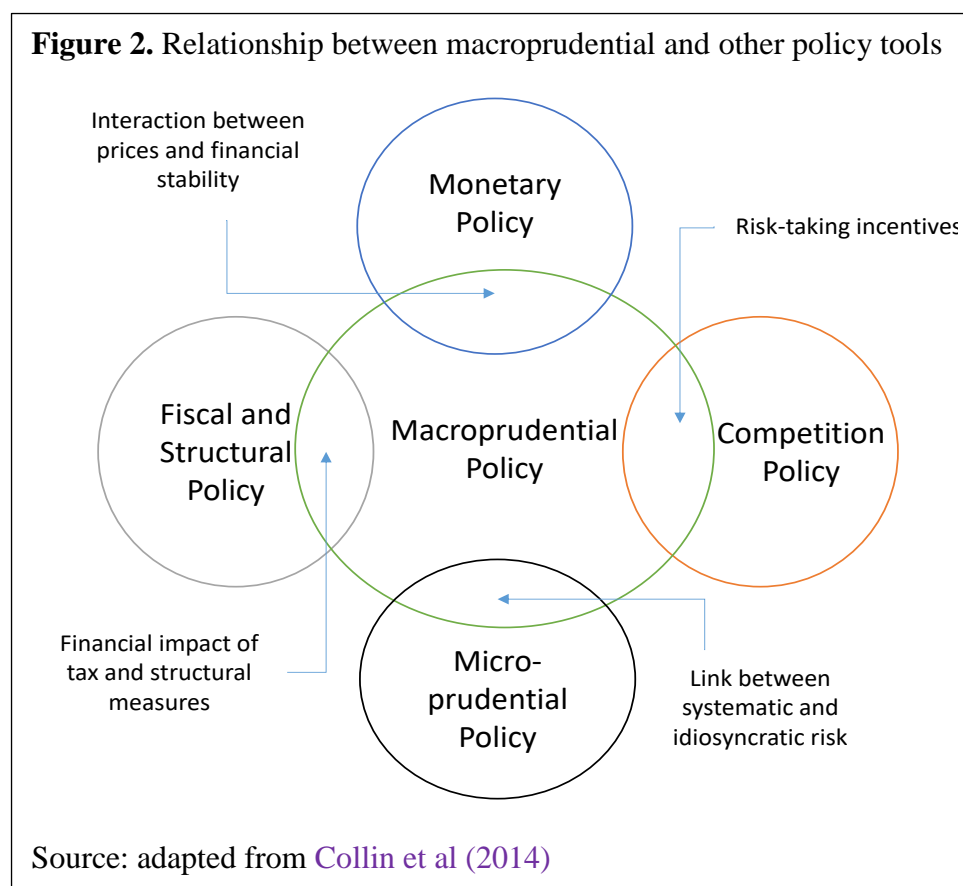 Figure 2. Relationship between macroprudential and other policy tools
Interaction between
prices and financial
stability
Monetary
Policy
Risk-taking incentives
Fiscal and
Structural
Policy
Macroprudential
Policy
Competition
Policy
Financial impact of
tax and structural
measures
Micro-
prudential
Policy
Link between
systematic and
idiosyncratic risk
Source: adapted from Collin et al (2014)